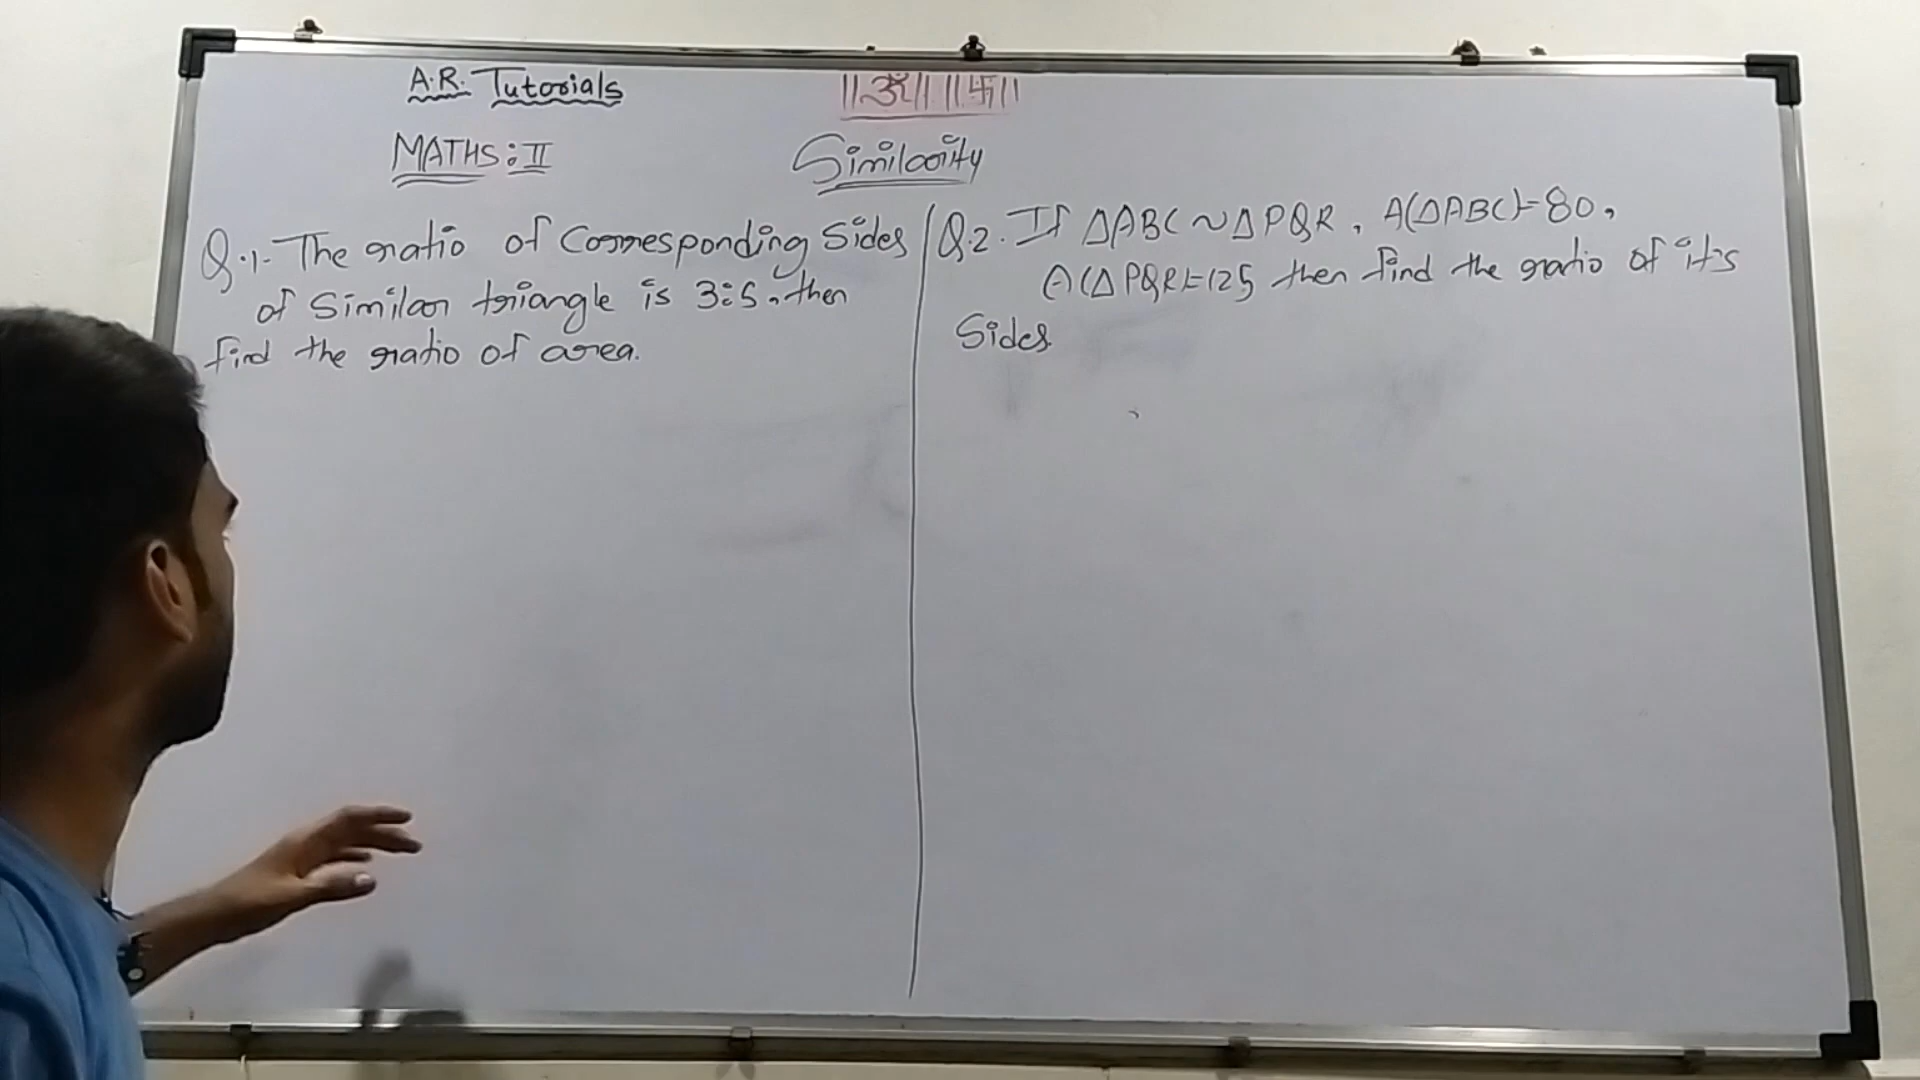 A.R. Tutorials
||ॐ|| ||卐||
MATHS: II
Similarity
Q.1. The ratio of Corresponding Sides
of Similar triangle is 3:5, then
find the ratio of area.
Q.2. If ΔABC ~ ΔPQR, A(ΔABC)=80,
A(ΔPQR)=125 then find the ratio of it's
Sides.